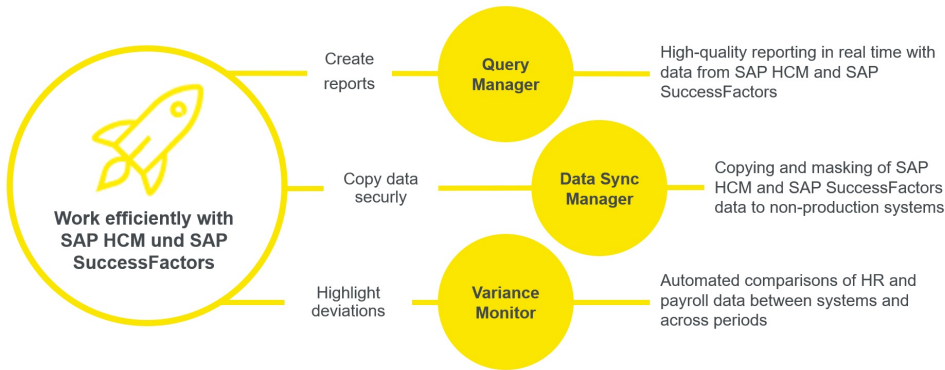 Work efficiently with
SAP HCM und SAP
SuccessFactors
Create
reports
Query
Manager
High-quality reporting in real time with
data from SAP HCM and SAP
SuccessFactors
Copy data
securly
Data Sync
Manager
Copying and masking of SAP
HCM and SAP SuccessFactors
data to non-production systems
Highlight
deviations
Variance
Monitor
Automated comparisons of HR and
payroll data between systems and
across periods